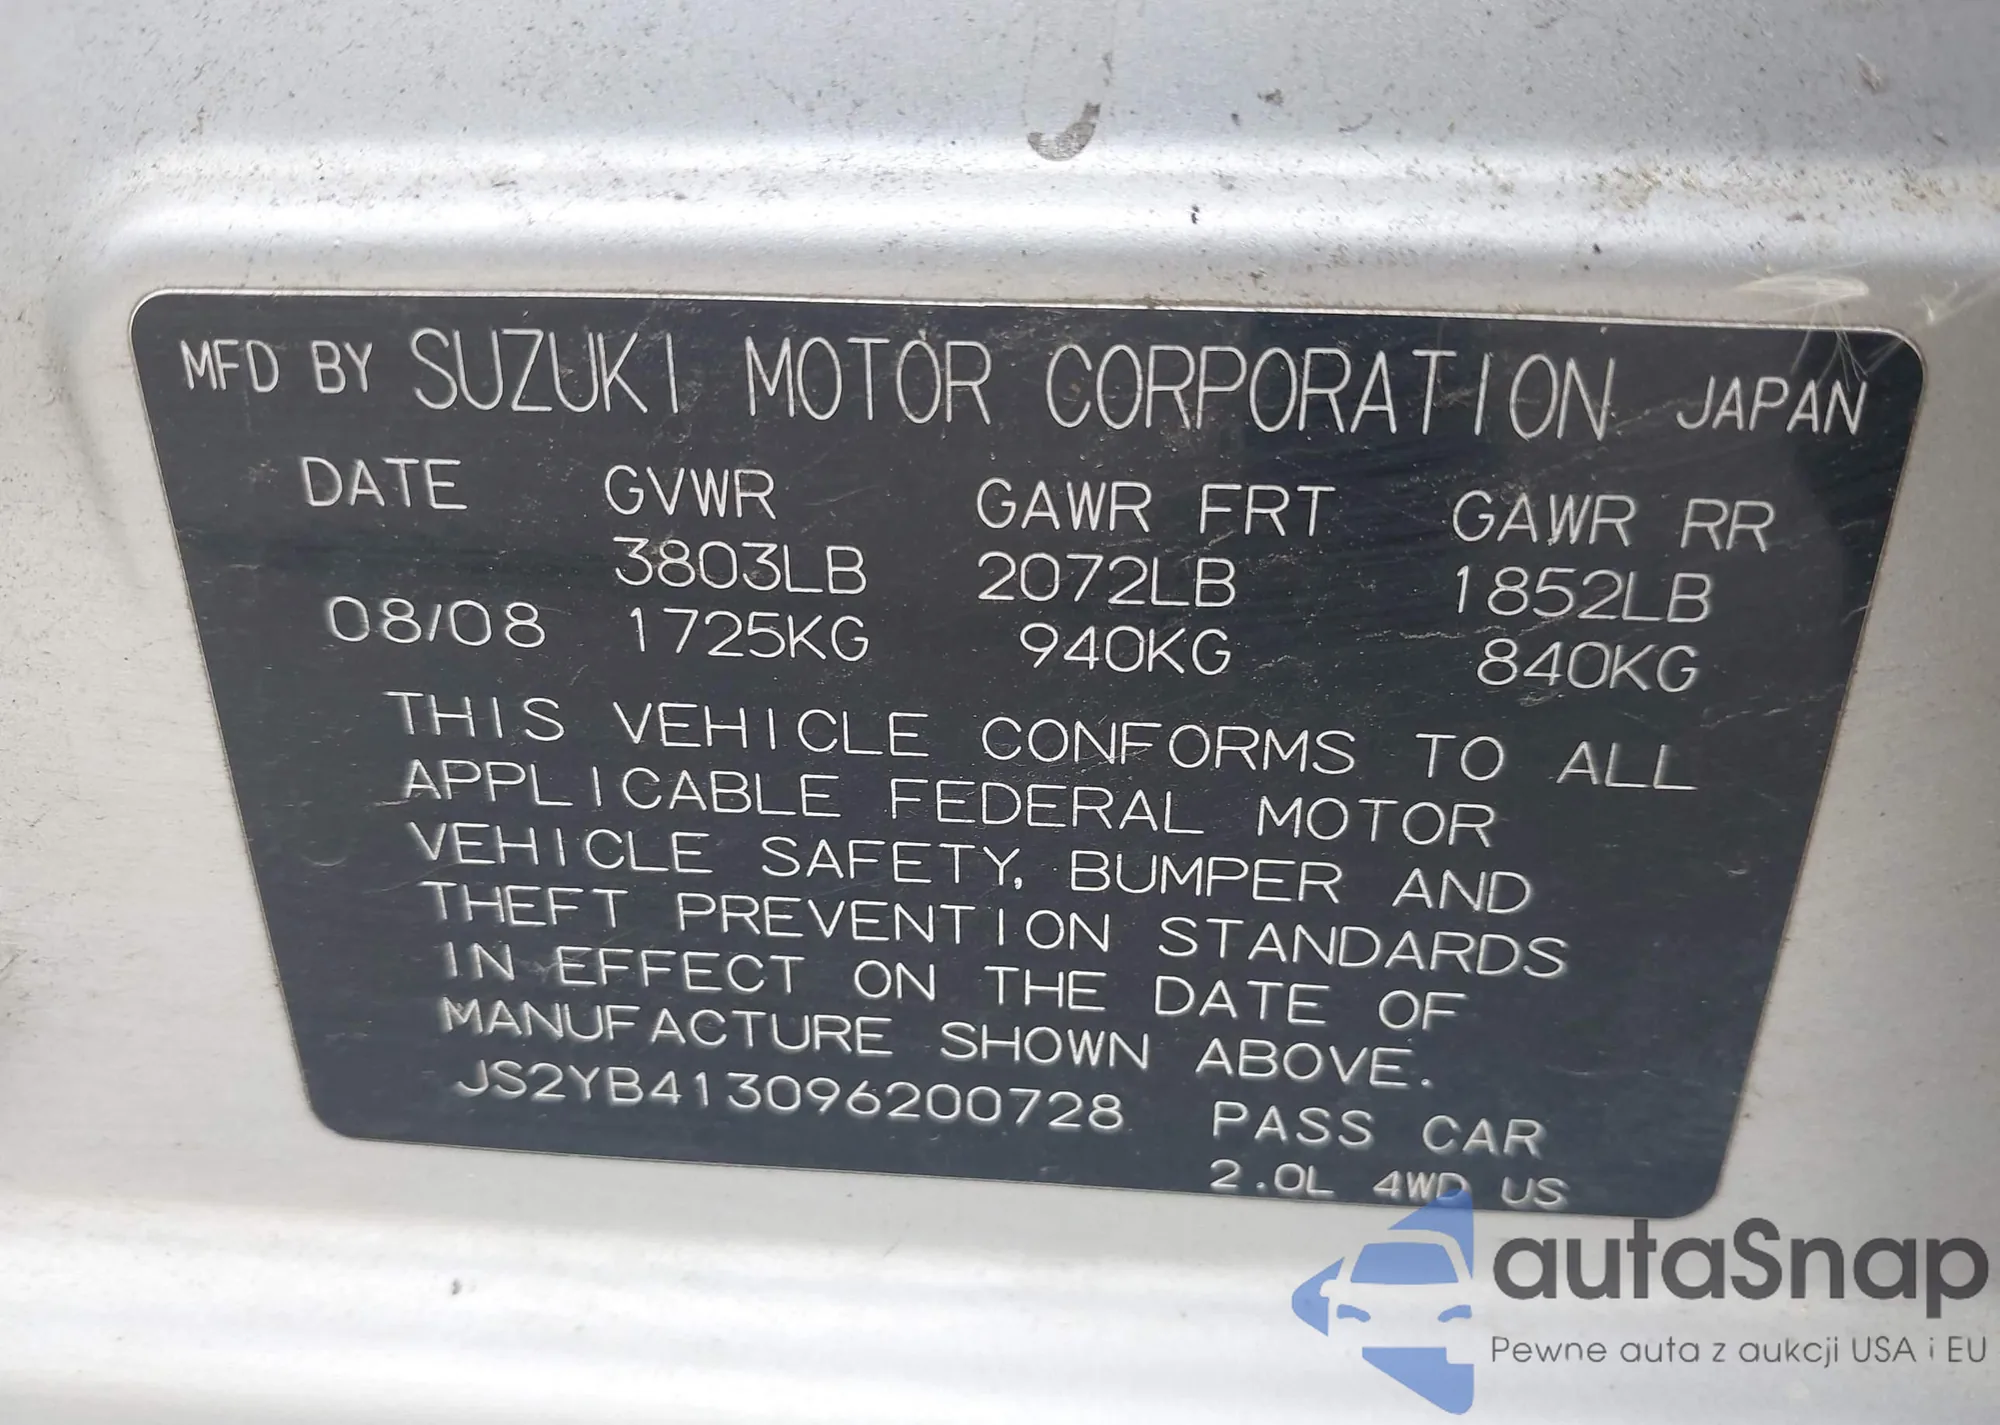 MFD BY SUZUKI MOTOR CORPORATION JAPAN
DATE GVWR GAWR FRT GAWR RR
3803LB 2072LB 1852LB
08/08 1725KG 940KG 840KG
THIS VEHICLE CONFORMS TO ALL
APPLICABLE FEDERAL MOTOR
VEHICLE SAFETY, BUMPER AND
THEFT PREVENTION STANDARDS
IN EFFECT ON THE DATE OF
MANUFACTURE SHOWN ABOVE.
JS2YB413096200728 PASS CAR
2.0L 4WD US
autaSnap
Pewne auta z aukcji USA i EU